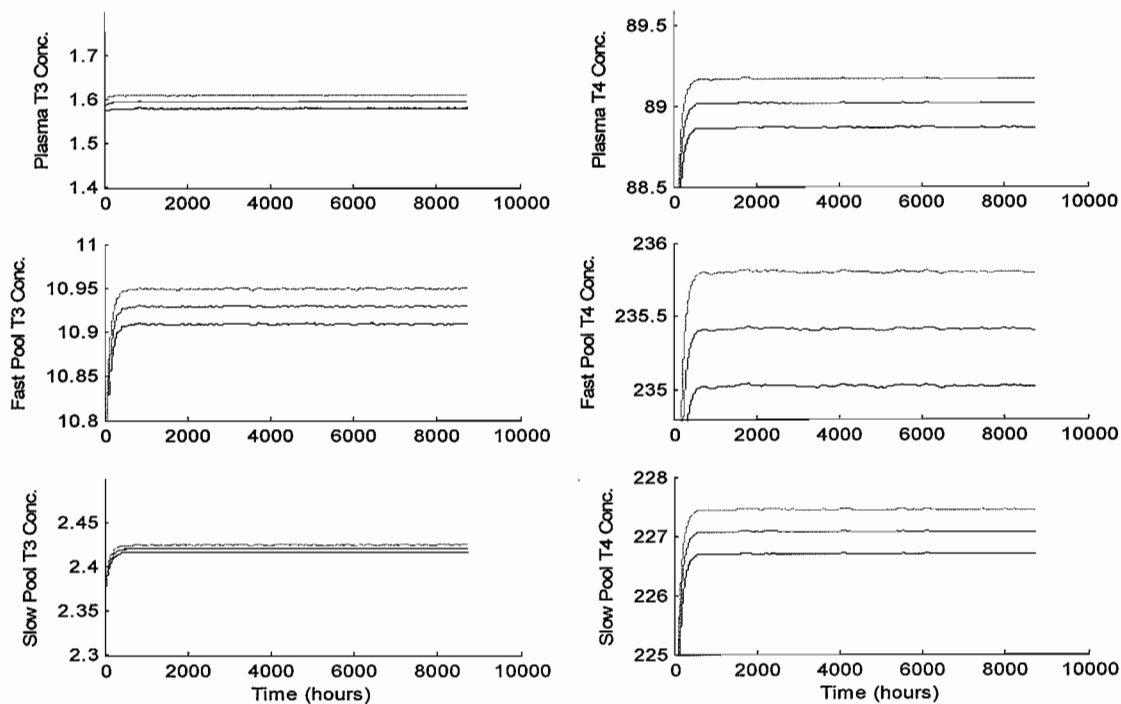 Plasma T3 Conc.
1.7
1.6
1.5
1.4
0 2000 4000 6000 8000 10000
Plasma T4 Conc.
89.5
89
88.5
0 2000 4000 6000 8000 10000
Fast Pool T3 Conc.
11
10.95
10.9
10.85
10.8
0 2000 4000 6000 8000 10000
Fast Pool T4 Conc.
236
235.5
235
0 2000 4000 6000 8000 10000
Slow Pool T3 Conc.
2.45
2.4
2.35
2.3
0 2000 4000 6000 8000 10000
Time (hours)
Slow Pool T4 Conc.
228
227
226
225
0 2000 4000 6000 8000 10000
Time (hours)